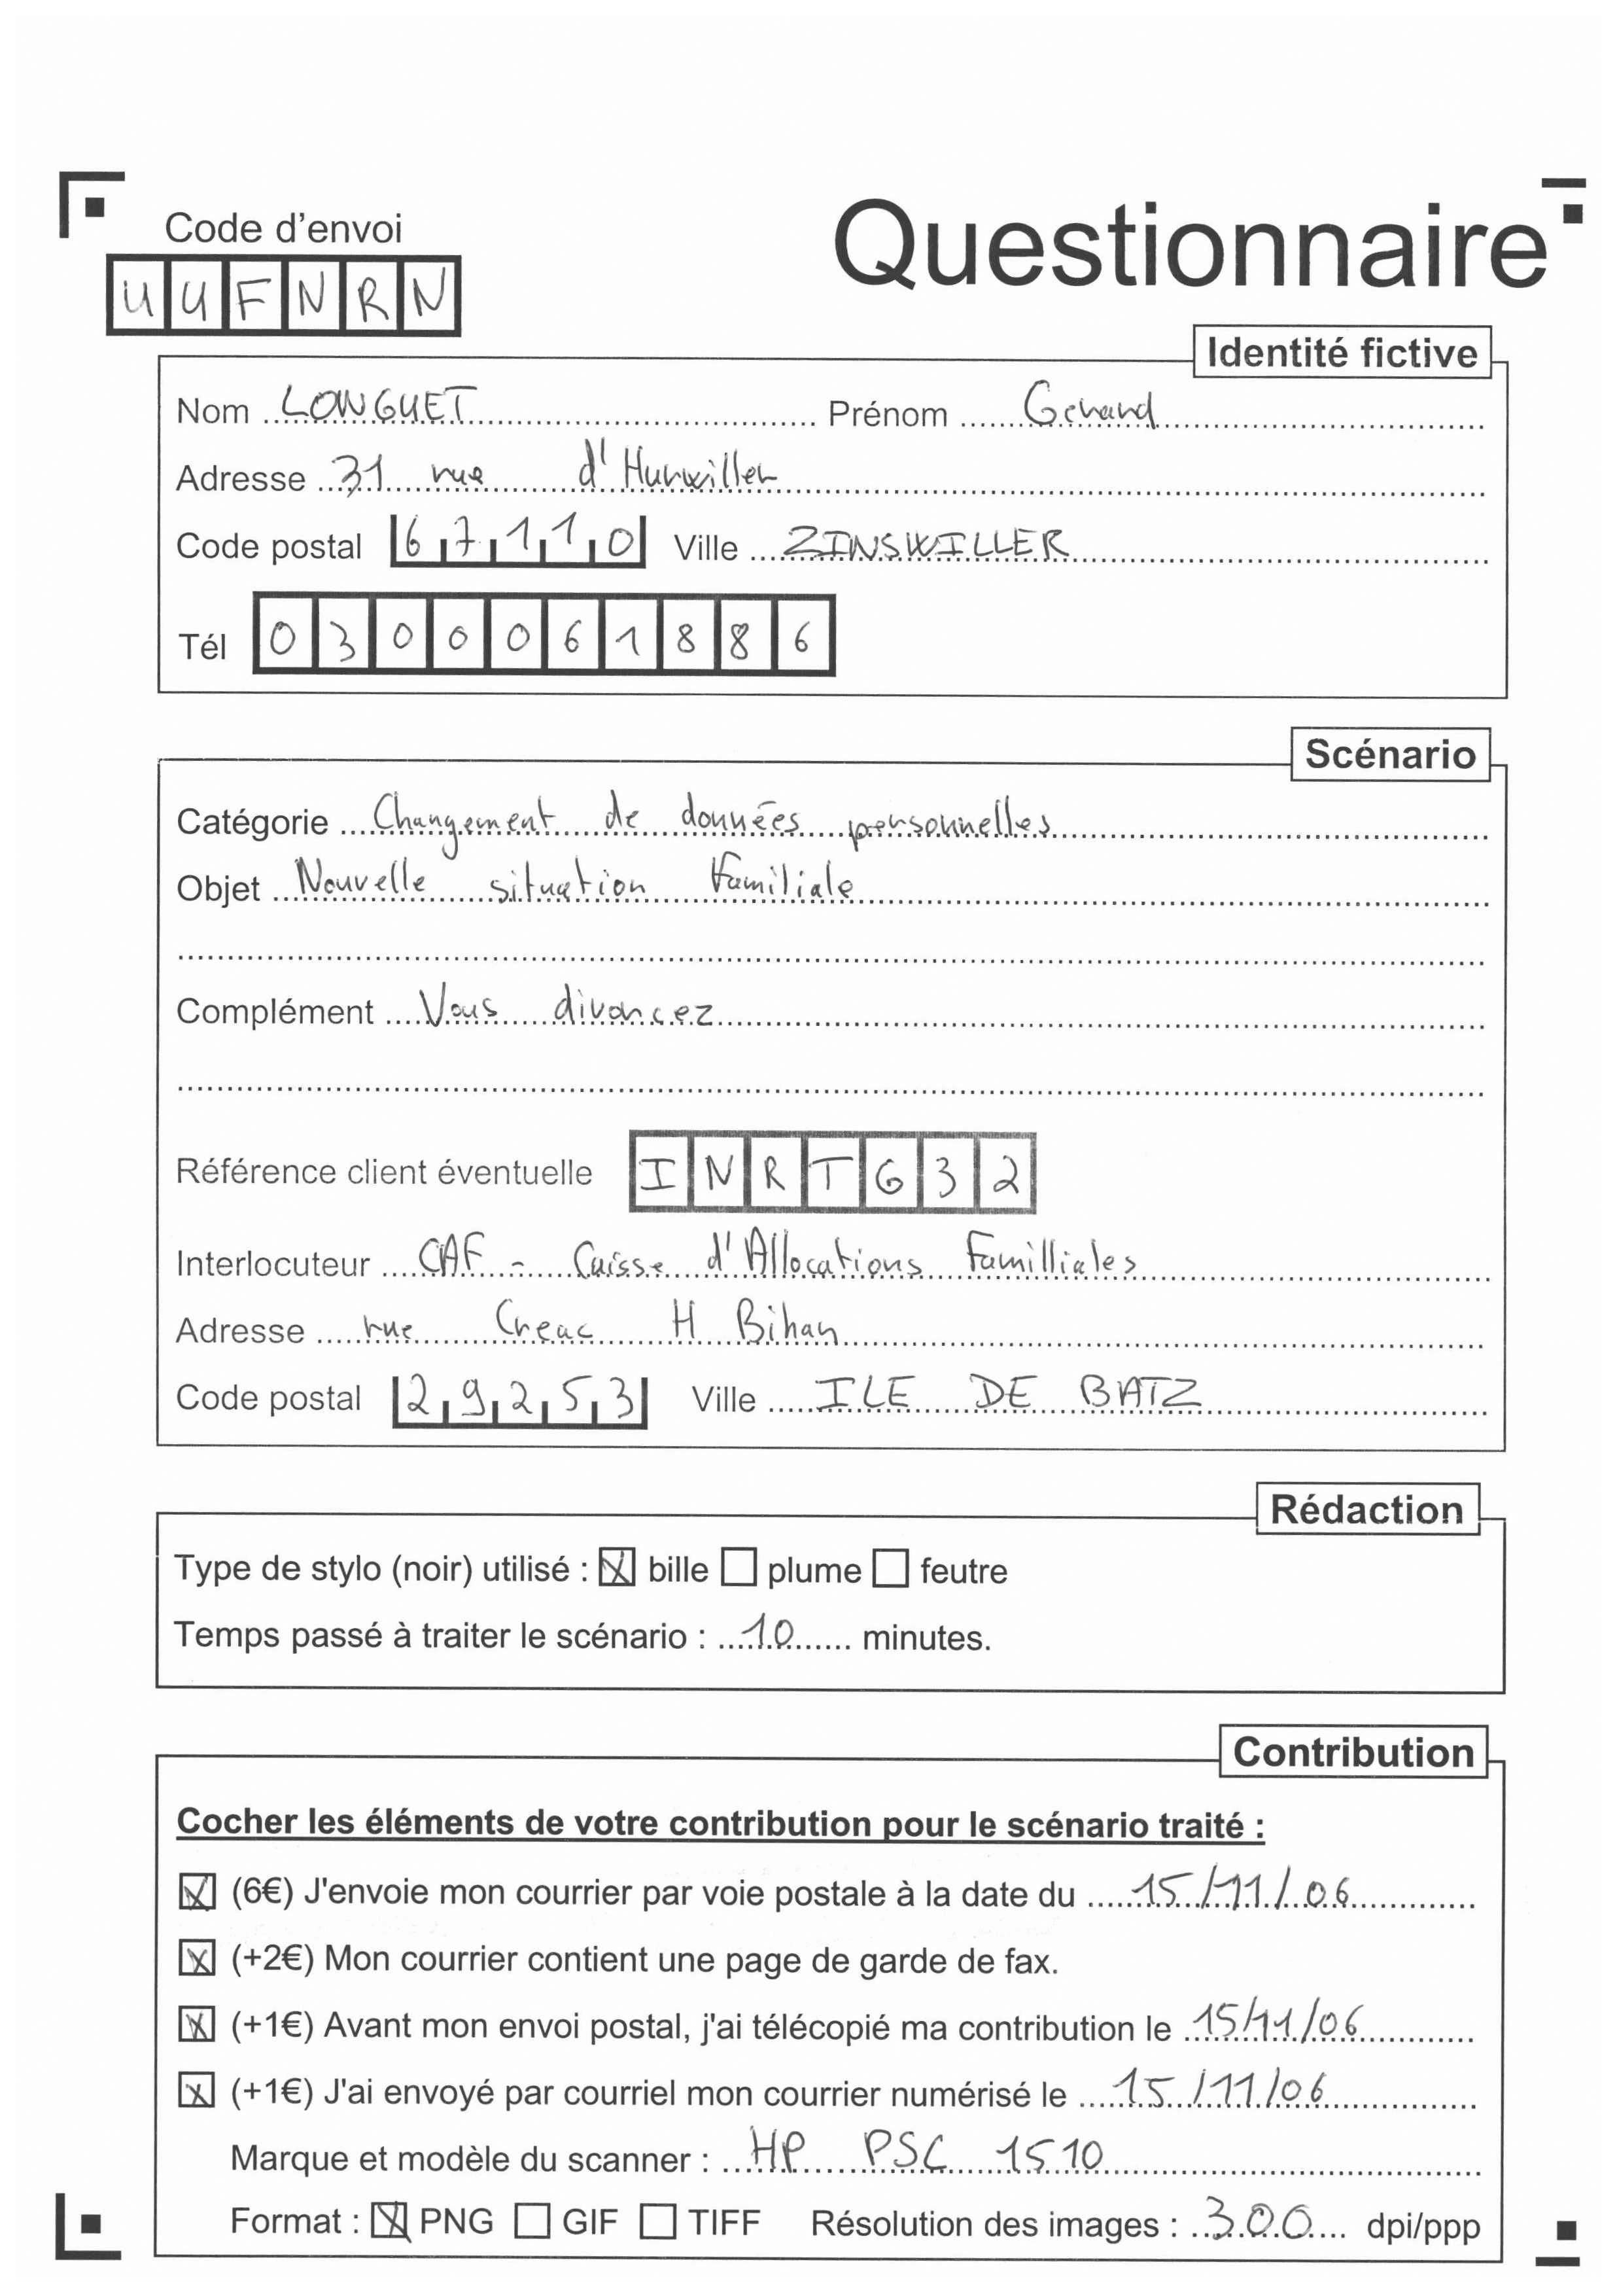 Questionnaire
Code d'envoi
UUFNRN
Identité fictive
Nom LONGUET Prénom Gerard
Adresse 31 rue d'Hurwiller
Code postal 67110 Ville ZINSWILLER
Tél 0300061886
Scénario
Catégorie Changement de données personnelles
Objet Nouvelle situation familiale
Complément Vous divorcez
Référence client éventuelle INRTG32
Interlocuteur CAF - Caisse d'Allocations Familliales
Adresse rue Creac H Bihan
Code postal 29253 Ville ILE DE BATZ
Rédaction
Type de stylo (noir) utilisé : ☒ bille ☐ plume ☐ feutre
Temps passé à traiter le scénario : 10 minutes.
Contribution
Cocher les éléments de votre contribution pour le scénario traité :
☒ (6€) J'envoie mon courrier par voie postale à la date du 15/11/06
☒ (+2€) Mon courrier contient une page de garde de fax.
☒ (+1€) Avant mon envoi postal, j'ai télécopié ma contribution le 15/11/06
☒ (+1€) J'ai envoyé par courriel mon courrier numérisé le 15/11/06
Marque et modèle du scanner : HP PSC 1510
Format : ☒ PNG ☐ GIF ☐ TIFF Résolution des images : 300 dpi/ppp